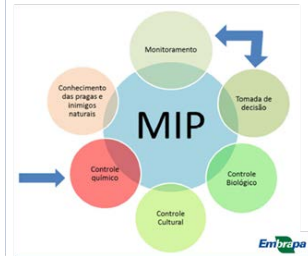 Monitoramento
Conhecimento
das pragas e
inimigos
naturais
Tomada de
decisão
MIP
Controle
químico
Controle
Biológico
Controle
Cultural
Embrapa